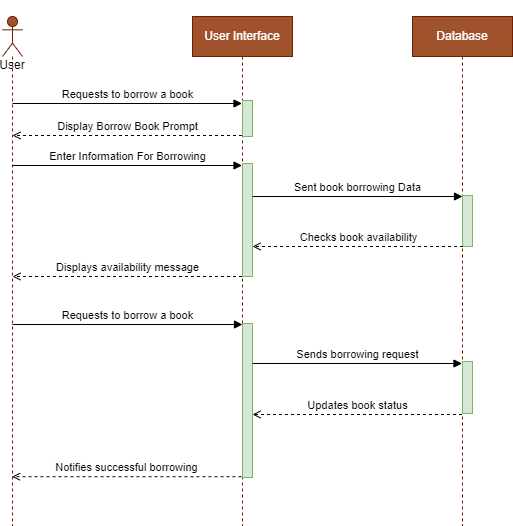 User Interface
Database
User
Requests to borrow a book
Display Borrow Book Prompt
Enter Information For Borrowing
Sent book borrowing Data
Checks book availability
Displays availability message
Requests to borrow a book
Sends borrowing request
Updates book status
Notifies successful borrowing